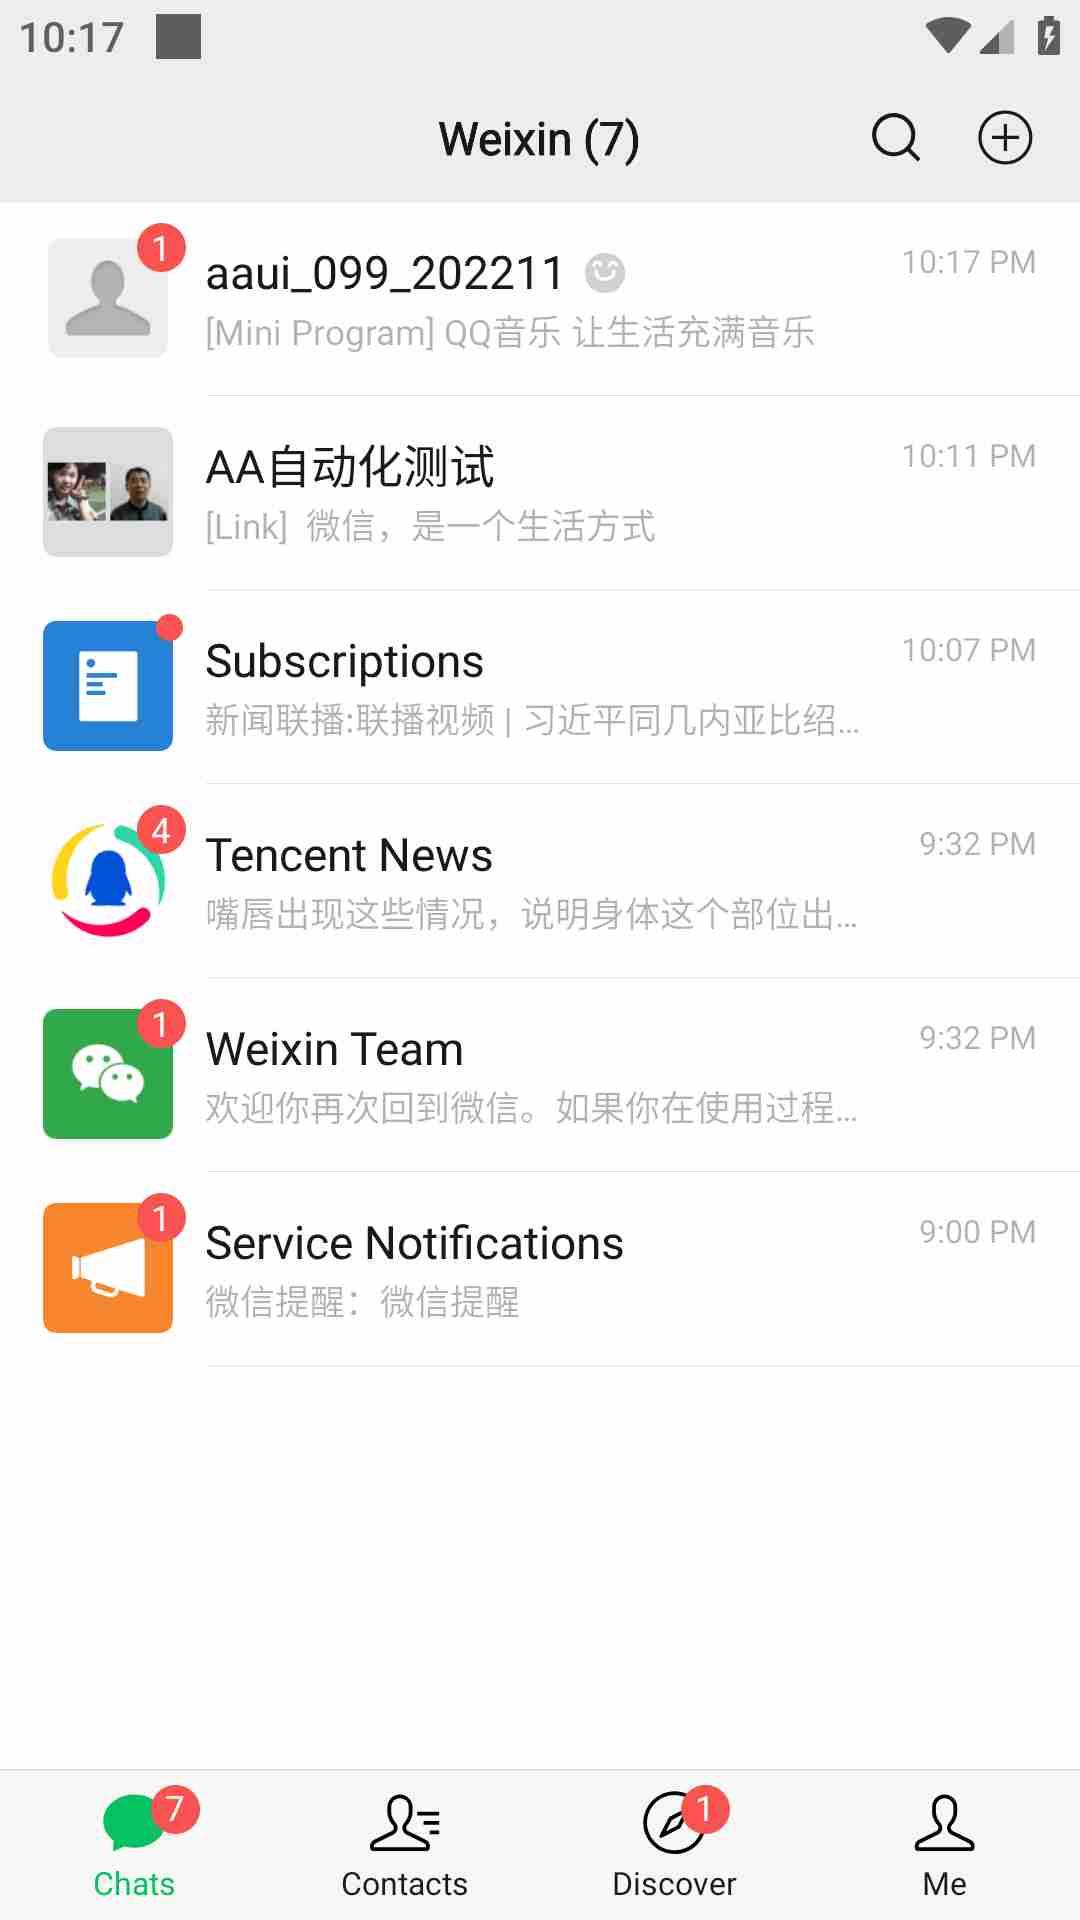 10:17
Weixin (7)
1
aaui_099_202211
10:17 PM
[Mini Program] QQ音乐 让生活充满音乐
AA自动化测试
10:11 PM
[Link] 微信，是一个生活方式
Subscriptions
10:07 PM
新闻联播:联播视频 | 习近平同几内亚比绍...
4
Tencent News
9:32 PM
嘴唇出现这些情况，说明身体这个部位出...
1
Weixin Team
9:32 PM
欢迎你再次回到微信。如果你在使用过程...
1
Service Notifications
9:00 PM
微信提醒：微信提醒
7
1
Chats
Contacts
Discover
Me